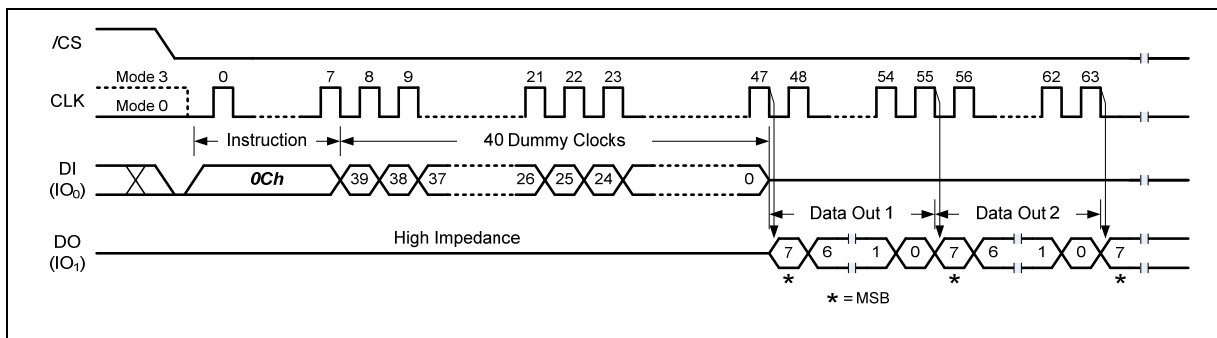 /CS
Mode 3 0 7 8 9 21 22 23 47 48 54 55 56 62 63
CLK Mode 0
Instruction 40 Dummy Clocks
DI
(IO0) 0Ch 39 38 37 26 25 24 0
Data Out 1 Data Out 2
High Impedance
DO
(IO1) 7 6 1 0 7 6 1 0 7
* * *
* = MSB